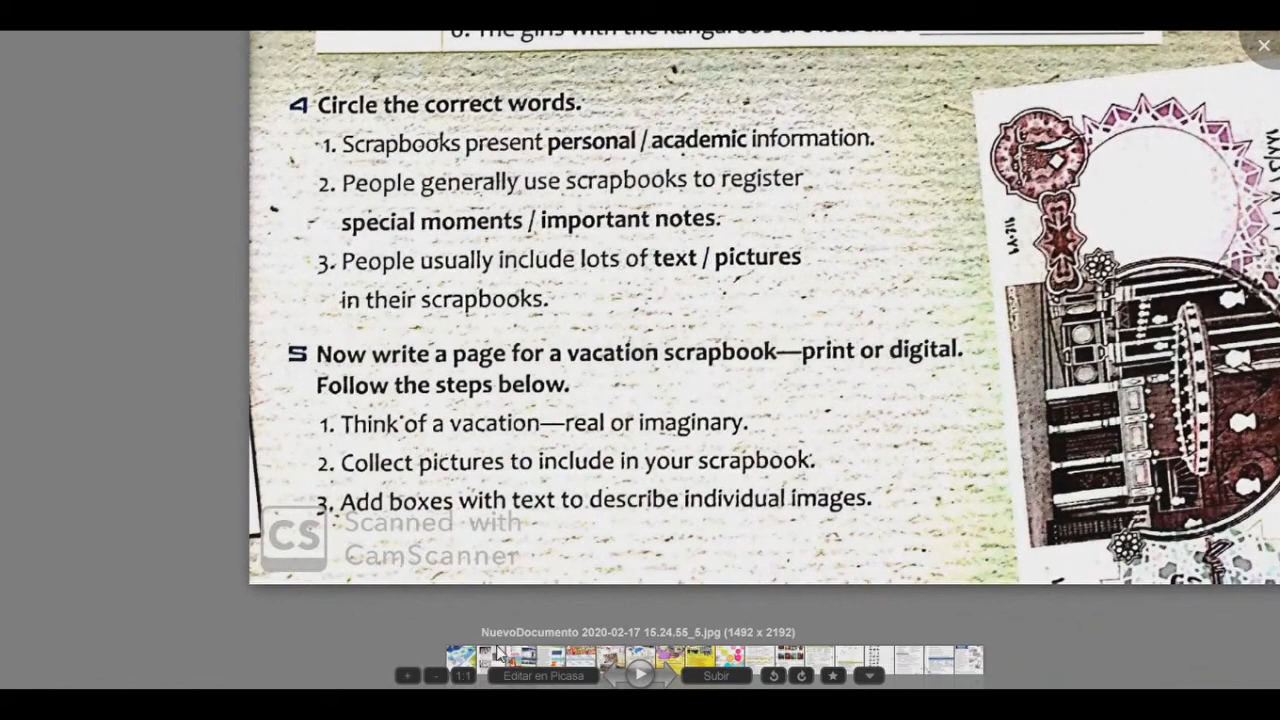 4 Circle the correct words.
1. Scrapbooks present personal / academic information.
2. People generally use scrapbooks to register
special moments / important notes.
3. People usually include lots of text / pictures
in their scrapbooks.
5 Now write a page for a vacation scrapbook—print or digital.
Follow the steps below.
1. Think of a vacation—real or imaginary.
2. Collect pictures to include in your scrapbook.
3. Add boxes with text to describe individual images.
CS Scanned with
CamScanner
NuevoDocumento 2020-02-17 15.24.55_5.jpg (1492 x 2192)
+ - 1:1 Editar en Picasa Subir